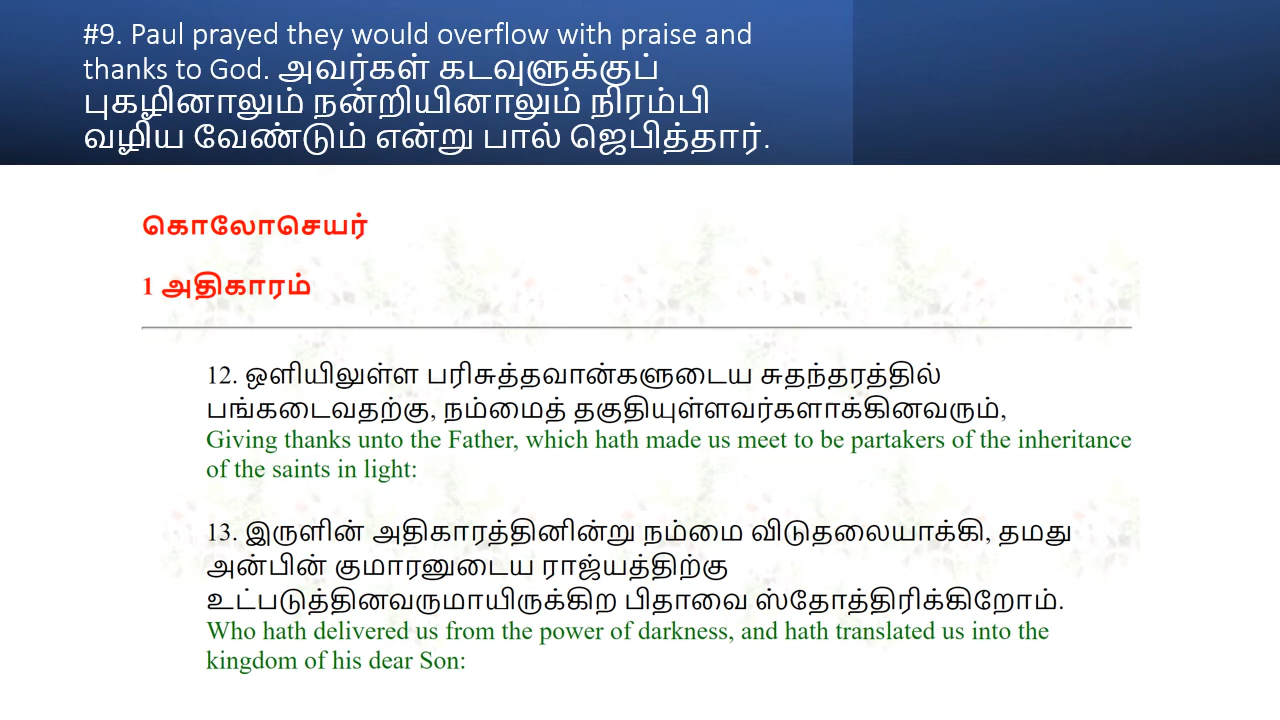 #9. Paul prayed they would overflow with praise and
thanks to God. அவர்கள் கடவுளுக்குப்
புகழினாலும் நன்றியினாலும் நிரம்பி
வழிய வேண்டும் என்று பால் ஜெபித்தார்.
கொலோசெயர்
1 அதிகாரம்
12. ஒளியிலுள்ள பரிசுத்தவான்களுடைய சுதந்தரத்தில்
பங்கடைவதற்கு, நம்மைத் தகுதியுள்ளவர்களாக்கினவரும்,
Giving thanks unto the Father, which hath made us meet to be partakers of the inheritance
of the saints in light:
13. இருளின் அதிகாரத்தினின்று நம்மை விடுதலையாக்கி, தமது
அன்பின் குமாரனுடைய ராஜ்யத்திற்கு
உட்படுத்தினவருமாயிருக்கிற பிதாவை ஸ்தோத்திரிக்கிறோம்.
Who hath delivered us from the power of darkness, and hath translated us into the
kingdom of his dear Son: